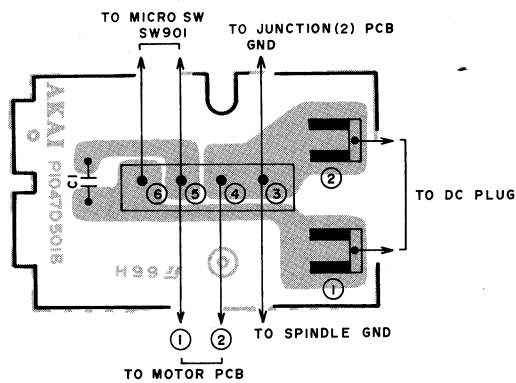 TO MICRO SW
SW901
TO JUNCTION(2) PCB
GND
AKAI P1047D501B
C1
6
5
4
3
2
1
TO DC PLUG
H99
1
2
TO SPINDLE GND
TO MOTOR PCB